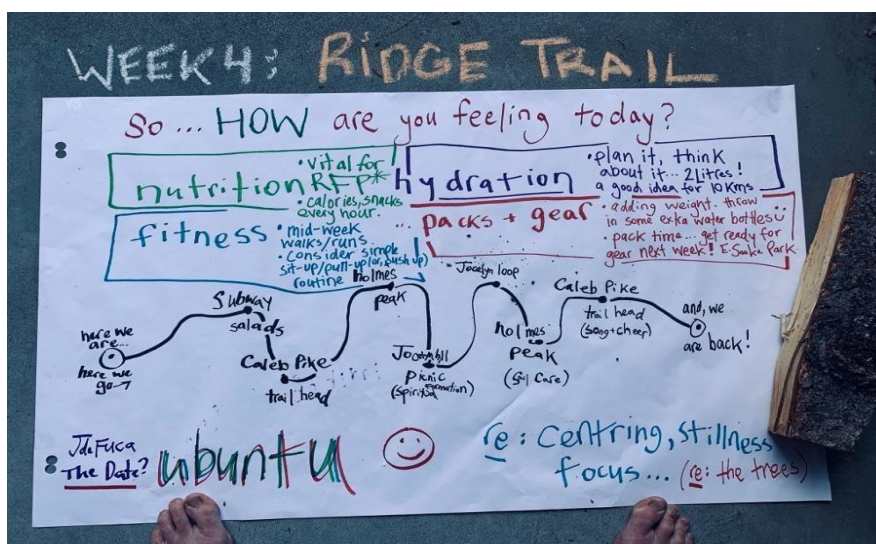 WEEK 4: RIDGE TRAIL
So... HOW are you feeling today?
nutrition
• vital for
RFP*
• calories, snacks
every hour.
hydration
• plan it, think
about it... 2 Litres!
a good idea for 10 Kms
fitness
• mid-week
walks/runs
• Consider simple
sit-up/pull-up (or, push up)
routine
... packs + gear
• adding weight. throw
in some extra water bottles
• pack time... get ready for
gear next week! E. Sooke Park
here we
are...
here we
go →
Subway
salads
Caleb Pike
trail head
holmes
peak
Jocelyn hill
Picnic
- Jocelyn loop
holmes
peak
Caleb Pike
trail head
(song + cheer)
and, we
are back!
JdeFuca
The Date?
ubuntu
re: Centring, stillness
focus... (re: the trees)